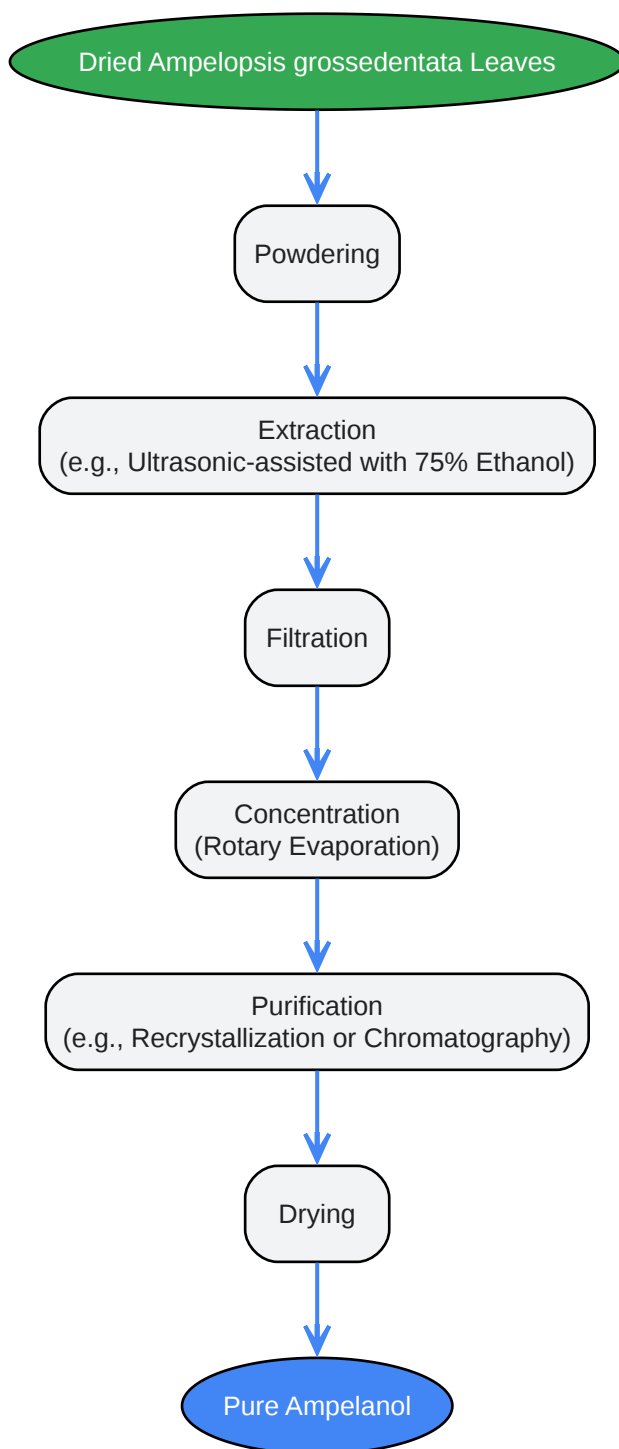 Dried Ampelopsis grossedentata Leaves
Powdering
Extraction
(e.g., Ultrasonic-assisted with 75% Ethanol)
Filtration
Concentration
(Rotary Evaporation)
Purification
(e.g., Recrystallization or Chromatography)
Drying
Pure Ampelanol